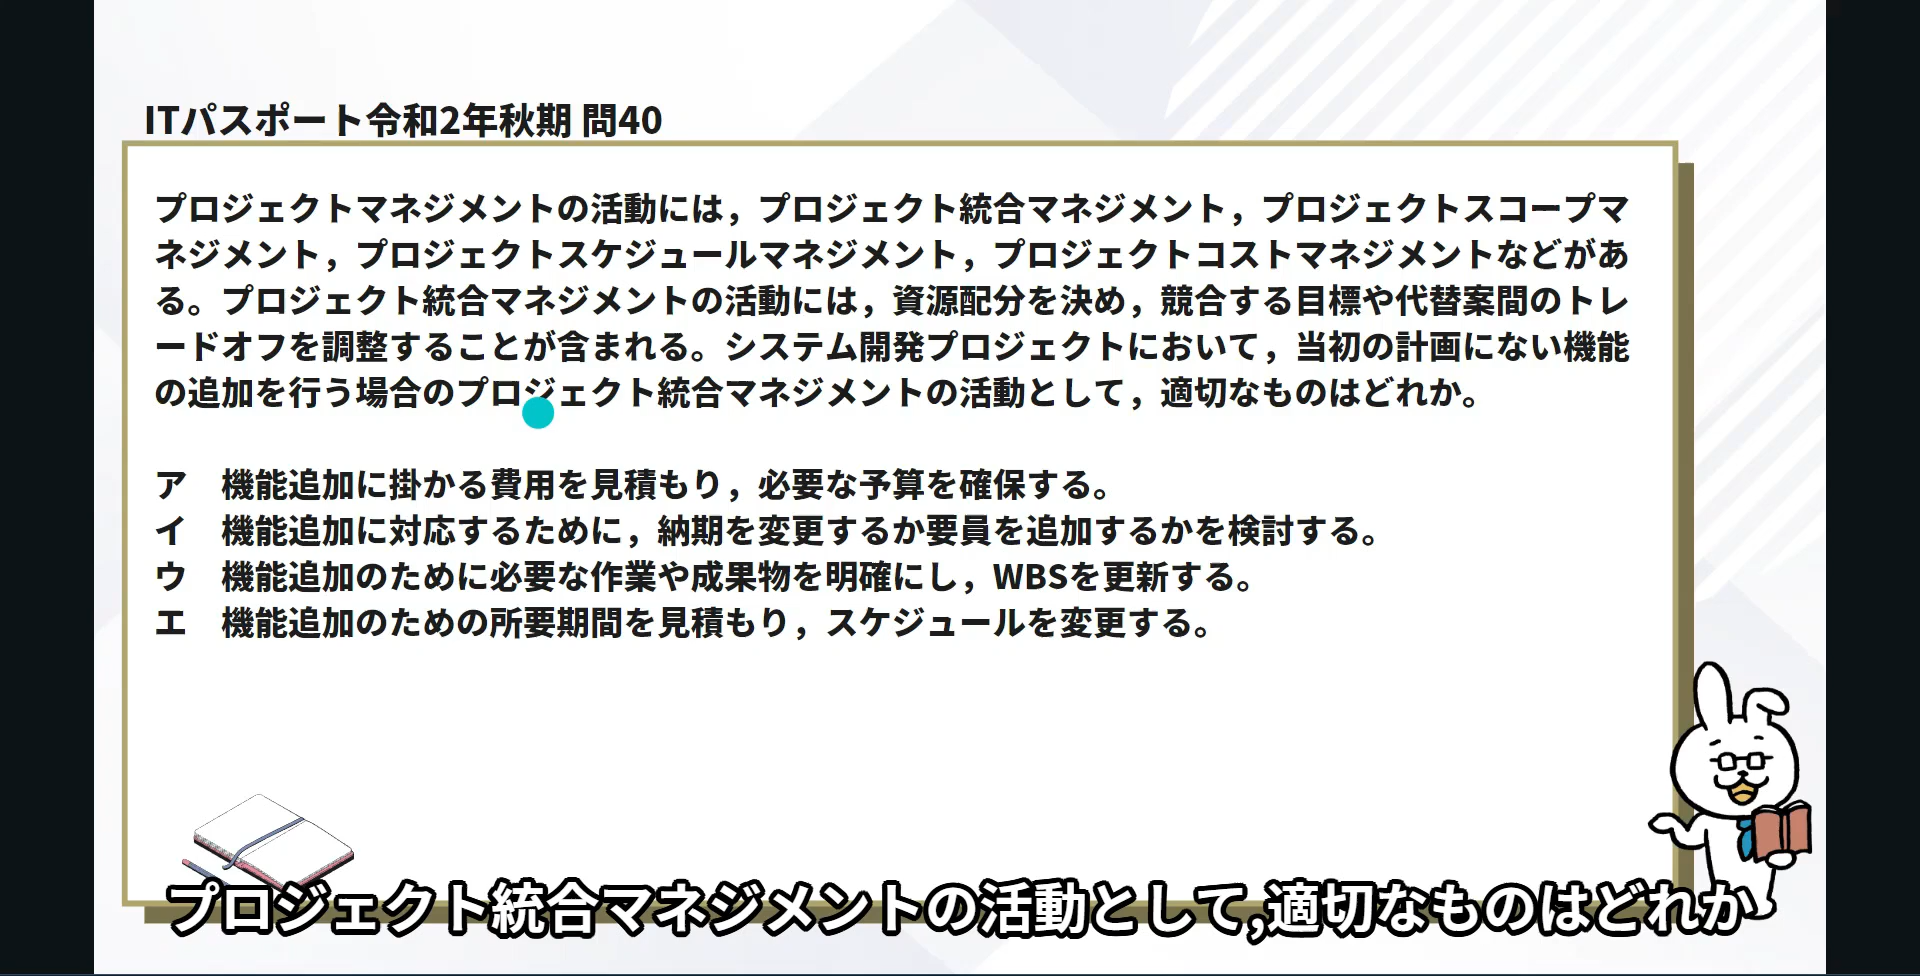 ITパスポート令和2年秋期 問40
プロジェクトマネジメントの活動には，プロジェクト統合マネジメント，プロジェクトスコープマ
ネジメント，プロジェクトスケジュールマネジメント，プロジェクトコストマネジメントなどがあ
る。プロジェクト統合マネジメントの活動には，資源配分を決め，競合する目標や代替案間のトレ
ードオフを調整することが含まれる。システム開発プロジェクトにおいて，当初の計画にない機能
の追加を行う場合のプロジェクト統合マネジメントの活動として，適切なものはどれか。
ア　機能追加に掛かる費用を見積もり，必要な予算を確保する。
イ　機能追加に対応するために，納期を変更するか要員を追加するかを検討する。
ウ　機能追加のために必要な作業や成果物を明確にし，WBSを更新する。
エ　機能追加のための所要期間を見積もり，スケジュールを変更する。
プロジェクト統合マネジメントの活動として,適切なものはどれか